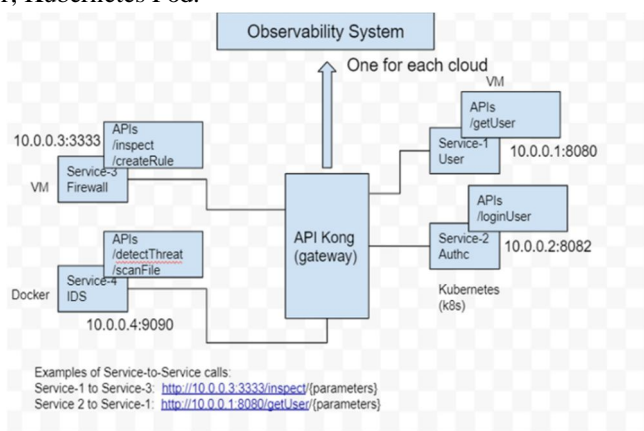 r, Kubernetes Pod.
Observability System
One for each cloud
VM
APIs
/getUser
Service-1
User
10.0.0.1:8080
10.0.0.3:3333
APIs
/inspect
/createRule
Service-3
Firewall
VM
API Kong
(gateway)
APIs
/loginUser
Service-2
Authc
10.0.0.2:8082
Kubernetes
(k8s)
APIs
/detectThreat
/scanFile
Service-4
IDS
Docker
10.0.0.4:9090
Examples of Service-to-Service calls:
Service-1 to Service-3: http://10.0.0.3:3333/inspect/{parameters}
Service 2 to Service-1: http://10.0.0.1:8080/getUser/{parameters}